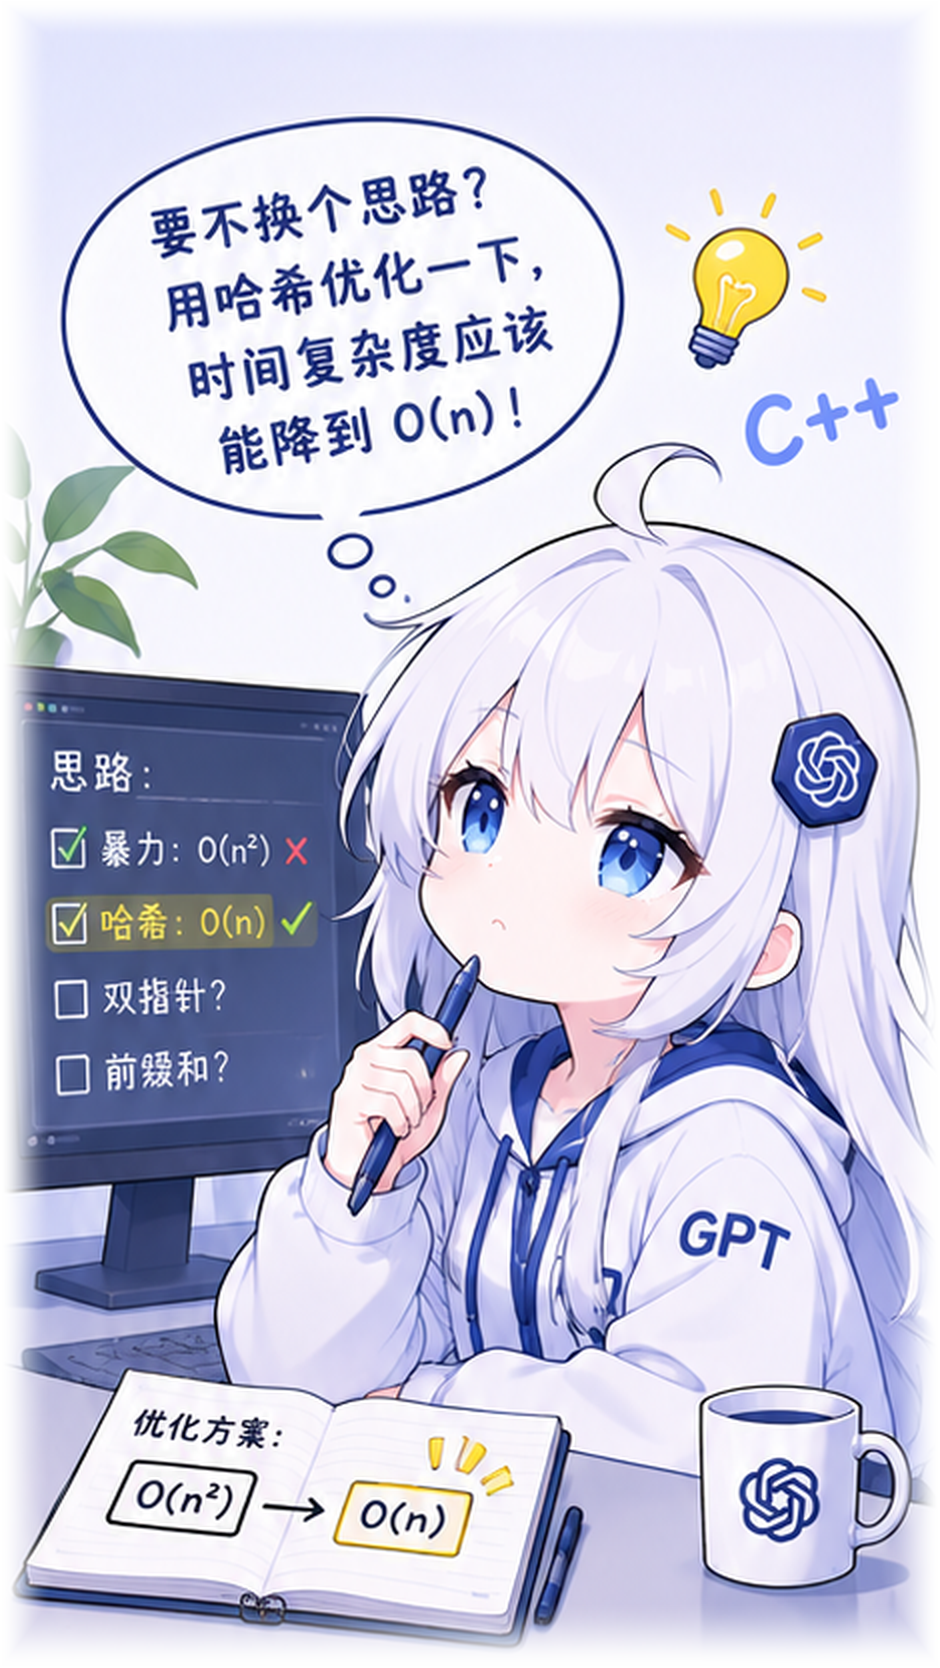 要不换个思路？
用哈希优化一下，
时间复杂度应该
能降到 O(n)！
C++
思路：
暴力：O(n²)
哈希：O(n)
双指针？
前缀和？
GPT
优化方案：
O(n²) → O(n)